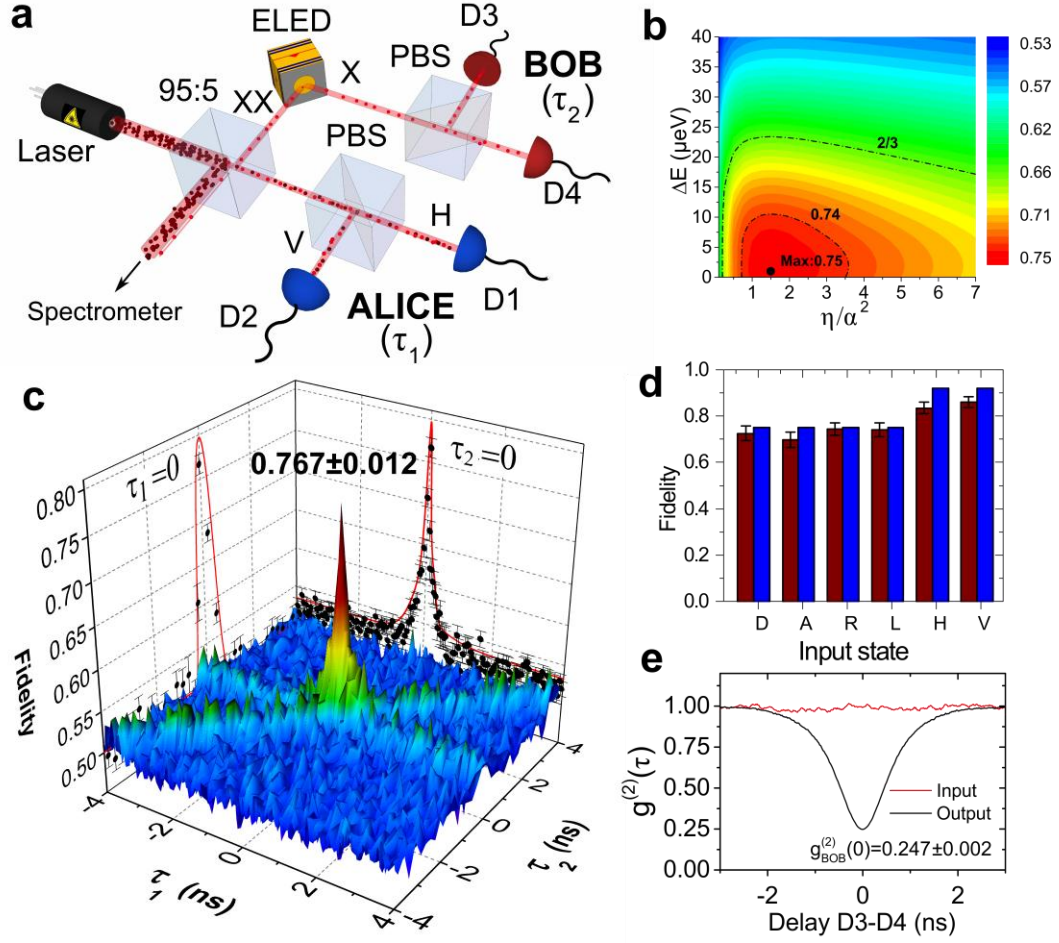 a
ELED
D3
PBS
BOB
(τ₂)
X
95:5
XX
PBS
Laser
D4
H
V
D1
D2
ALICE
(τ₁)
Spectrometer
b
ΔE (μeV)
40
35
30
25
20
15
10
5
0
2/3
0.74
Max:0.75
1 2 3 4 5 6 7
η/α²
0.53
0.57
0.62
0.66
0.71
0.75
c
τ₁=0
0.767±0.012
τ₂=0
Fidelity
0.80
0.75
0.70
0.65
0.60
0.55
0.50
-4 -2 0 2 4
τ₁ (ns)
-4 -2 0 2 4
τ₂ (ns)
d
Fidelity
1.0
0.8
0.6
0.4
0.2
0.0
D A R L H V
Input state
e
g⁽²⁾(τ)
1.00
0.75
0.50
0.25
0.00
Input
Output
g⁽²⁾BOB(0)=0.247±0.002
-2 0 2
Delay D3-D4 (ns)